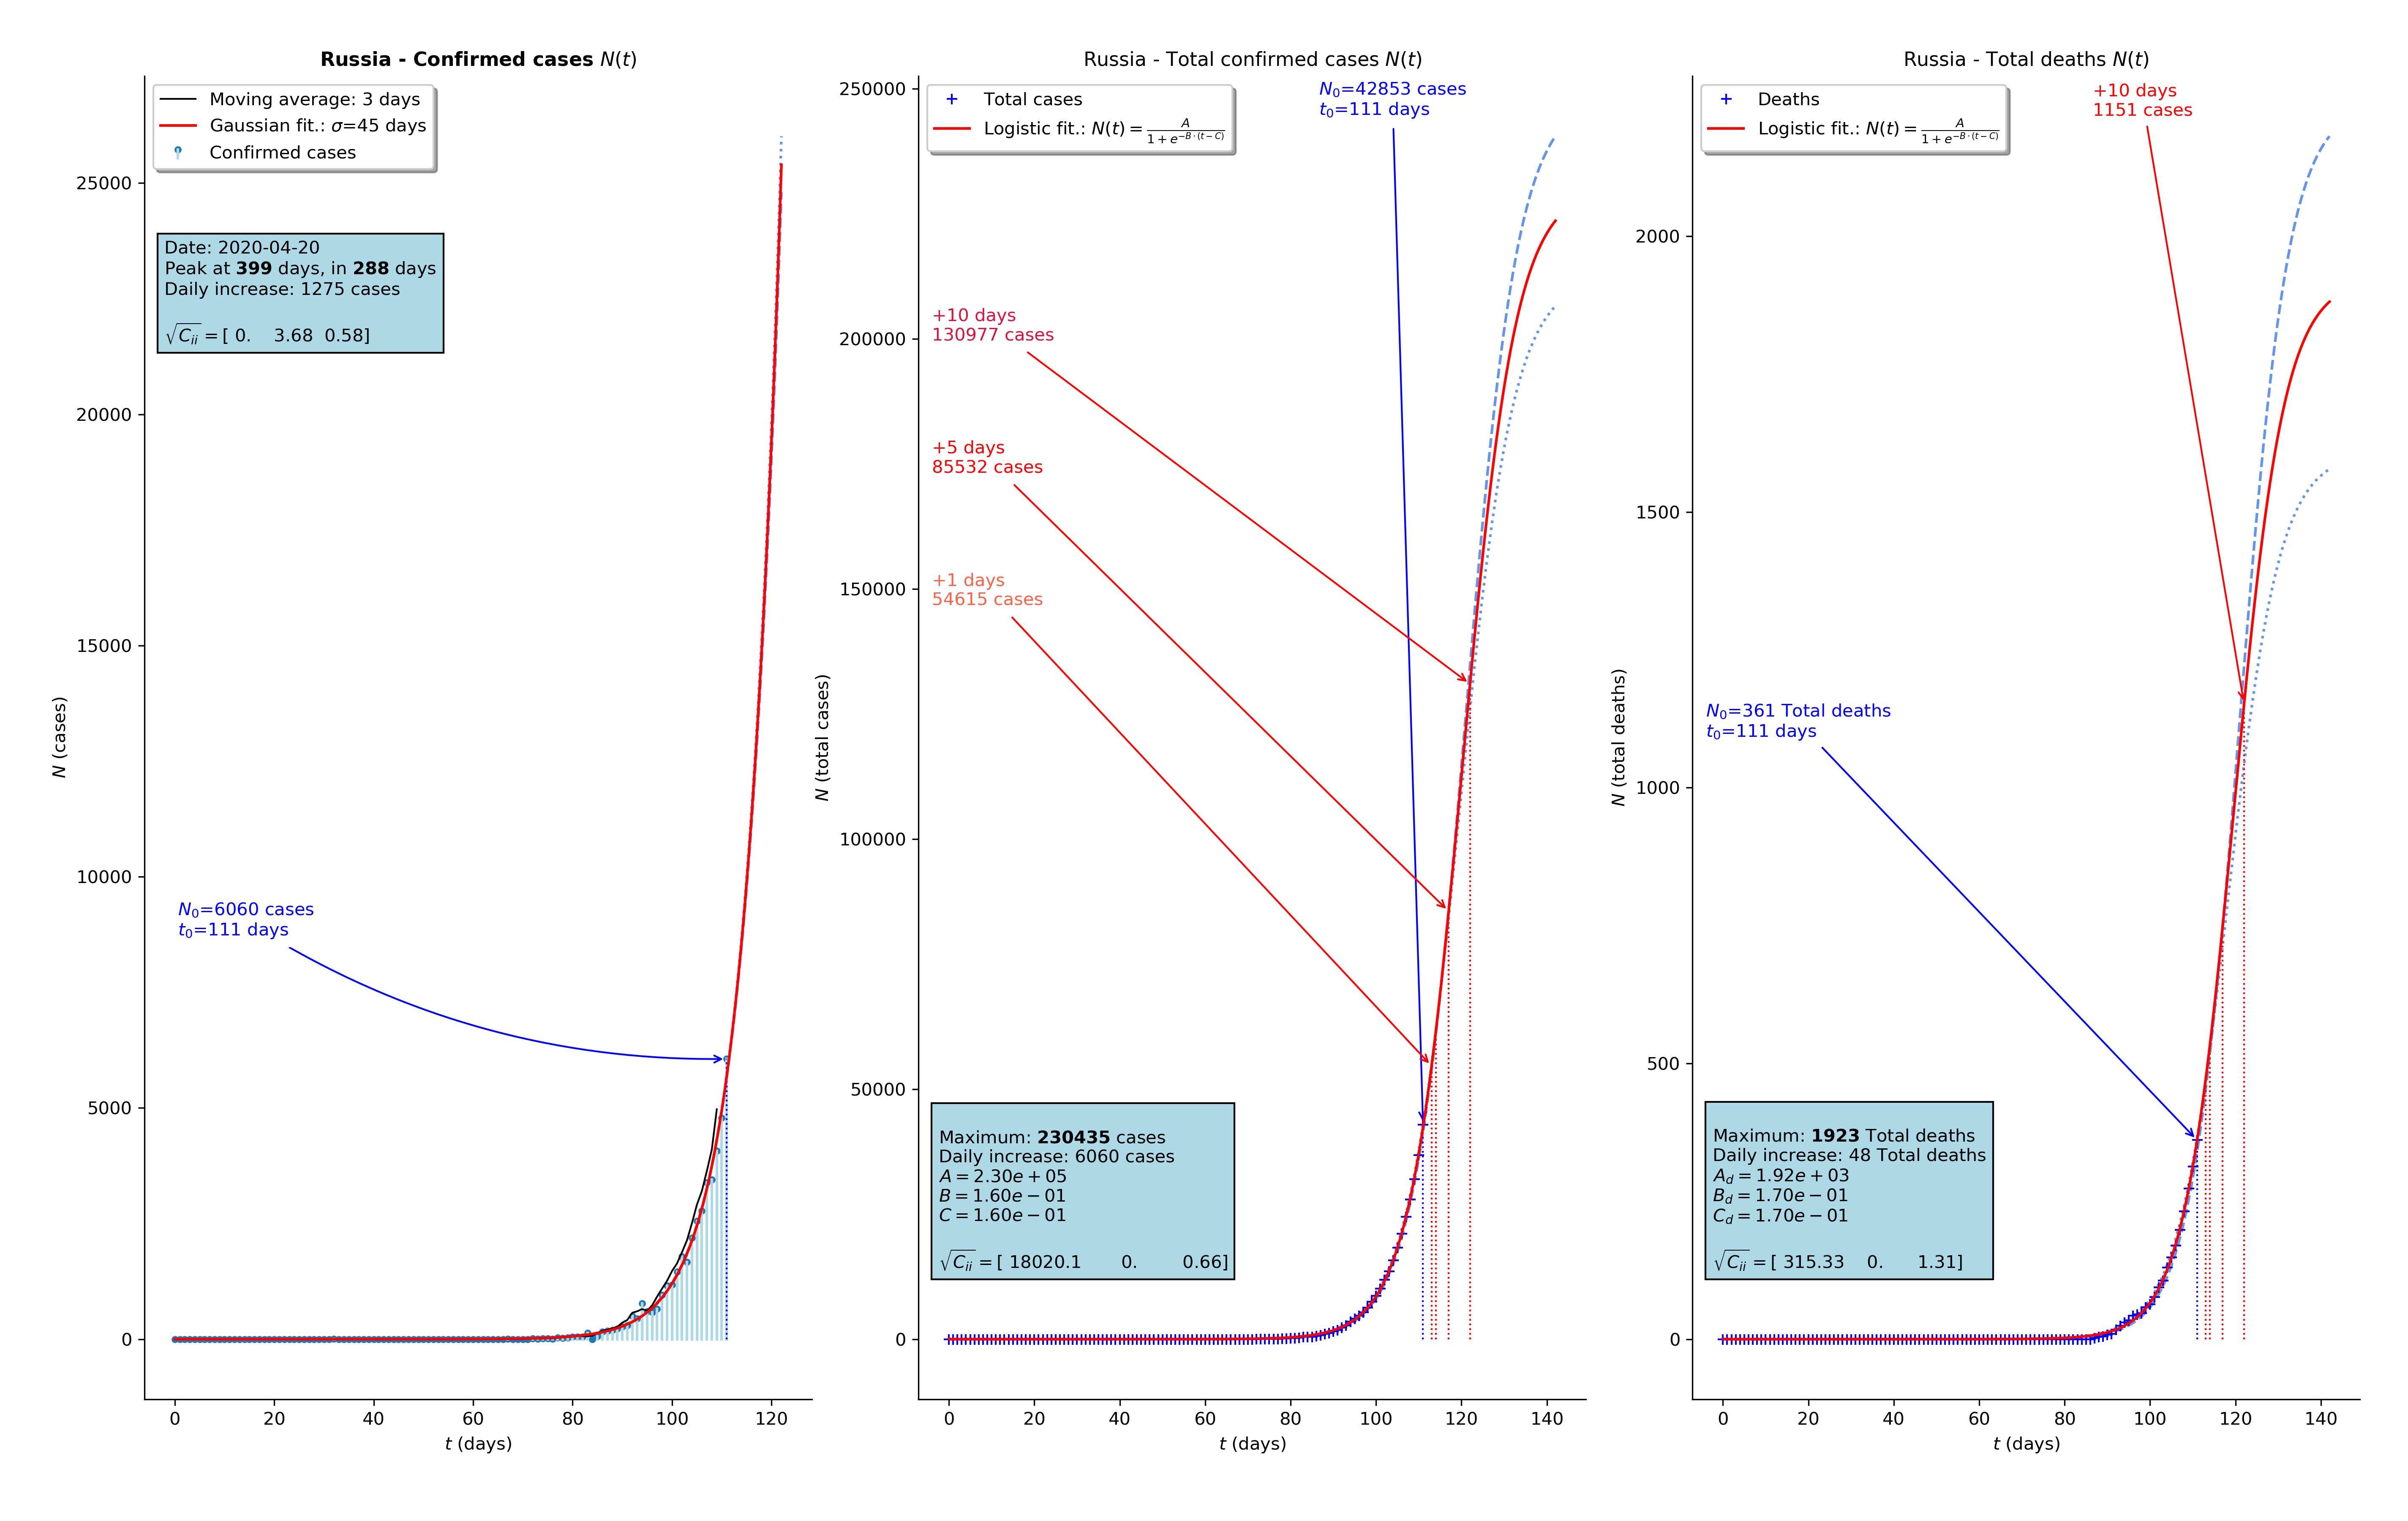 Russia - Confirmed cases N(t)
Moving average: 3 days
Gaussian fit.: σ=45 days
Confirmed cases
Date: 2020-04-20
Peak at 399 days, in 288 days
Daily increase: 1275 cases
√C_ii = [ 0. 3.68 0.58]
N₀=6060 cases
t₀=111 days
N (cases)
25000
20000
15000
10000
5000
0
0 20 40 60 80 100 120
t (days)
Russia - Total confirmed cases N(t)
Total cases
Logistic fit.: N(t) = A / (1 + e^(−B·(t−C)))
N₀=42853 cases
t₀=111 days
+10 days
130977 cases
+5 days
85532 cases
+1 days
54615 cases
Maximum: 230435 cases
Daily increase: 6060 cases
A = 2.30e + 05
B = 1.60e − 01
C = 1.60e − 01
√C_ii = [ 18020.1 0. 0.66]
N (total cases)
250000
200000
150000
100000
50000
0
0 20 40 60 80 100 120 140
t (days)
Russia - Total deaths N(t)
Deaths
Logistic fit.: N(t) = A / (1 + e^(−B·(t−C)))
+10 days
1151 cases
N₀=361 Total deaths
t₀=111 days
Maximum: 1923 Total deaths
Daily increase: 48 Total deaths
A_d = 1.92e + 03
B_d = 1.70e − 01
C_d = 1.70e − 01
√C_ii = [ 315.33 0. 1.31]
N (total deaths)
2000
1500
1000
500
0
0 20 40 60 80 100 120 140
t (days)